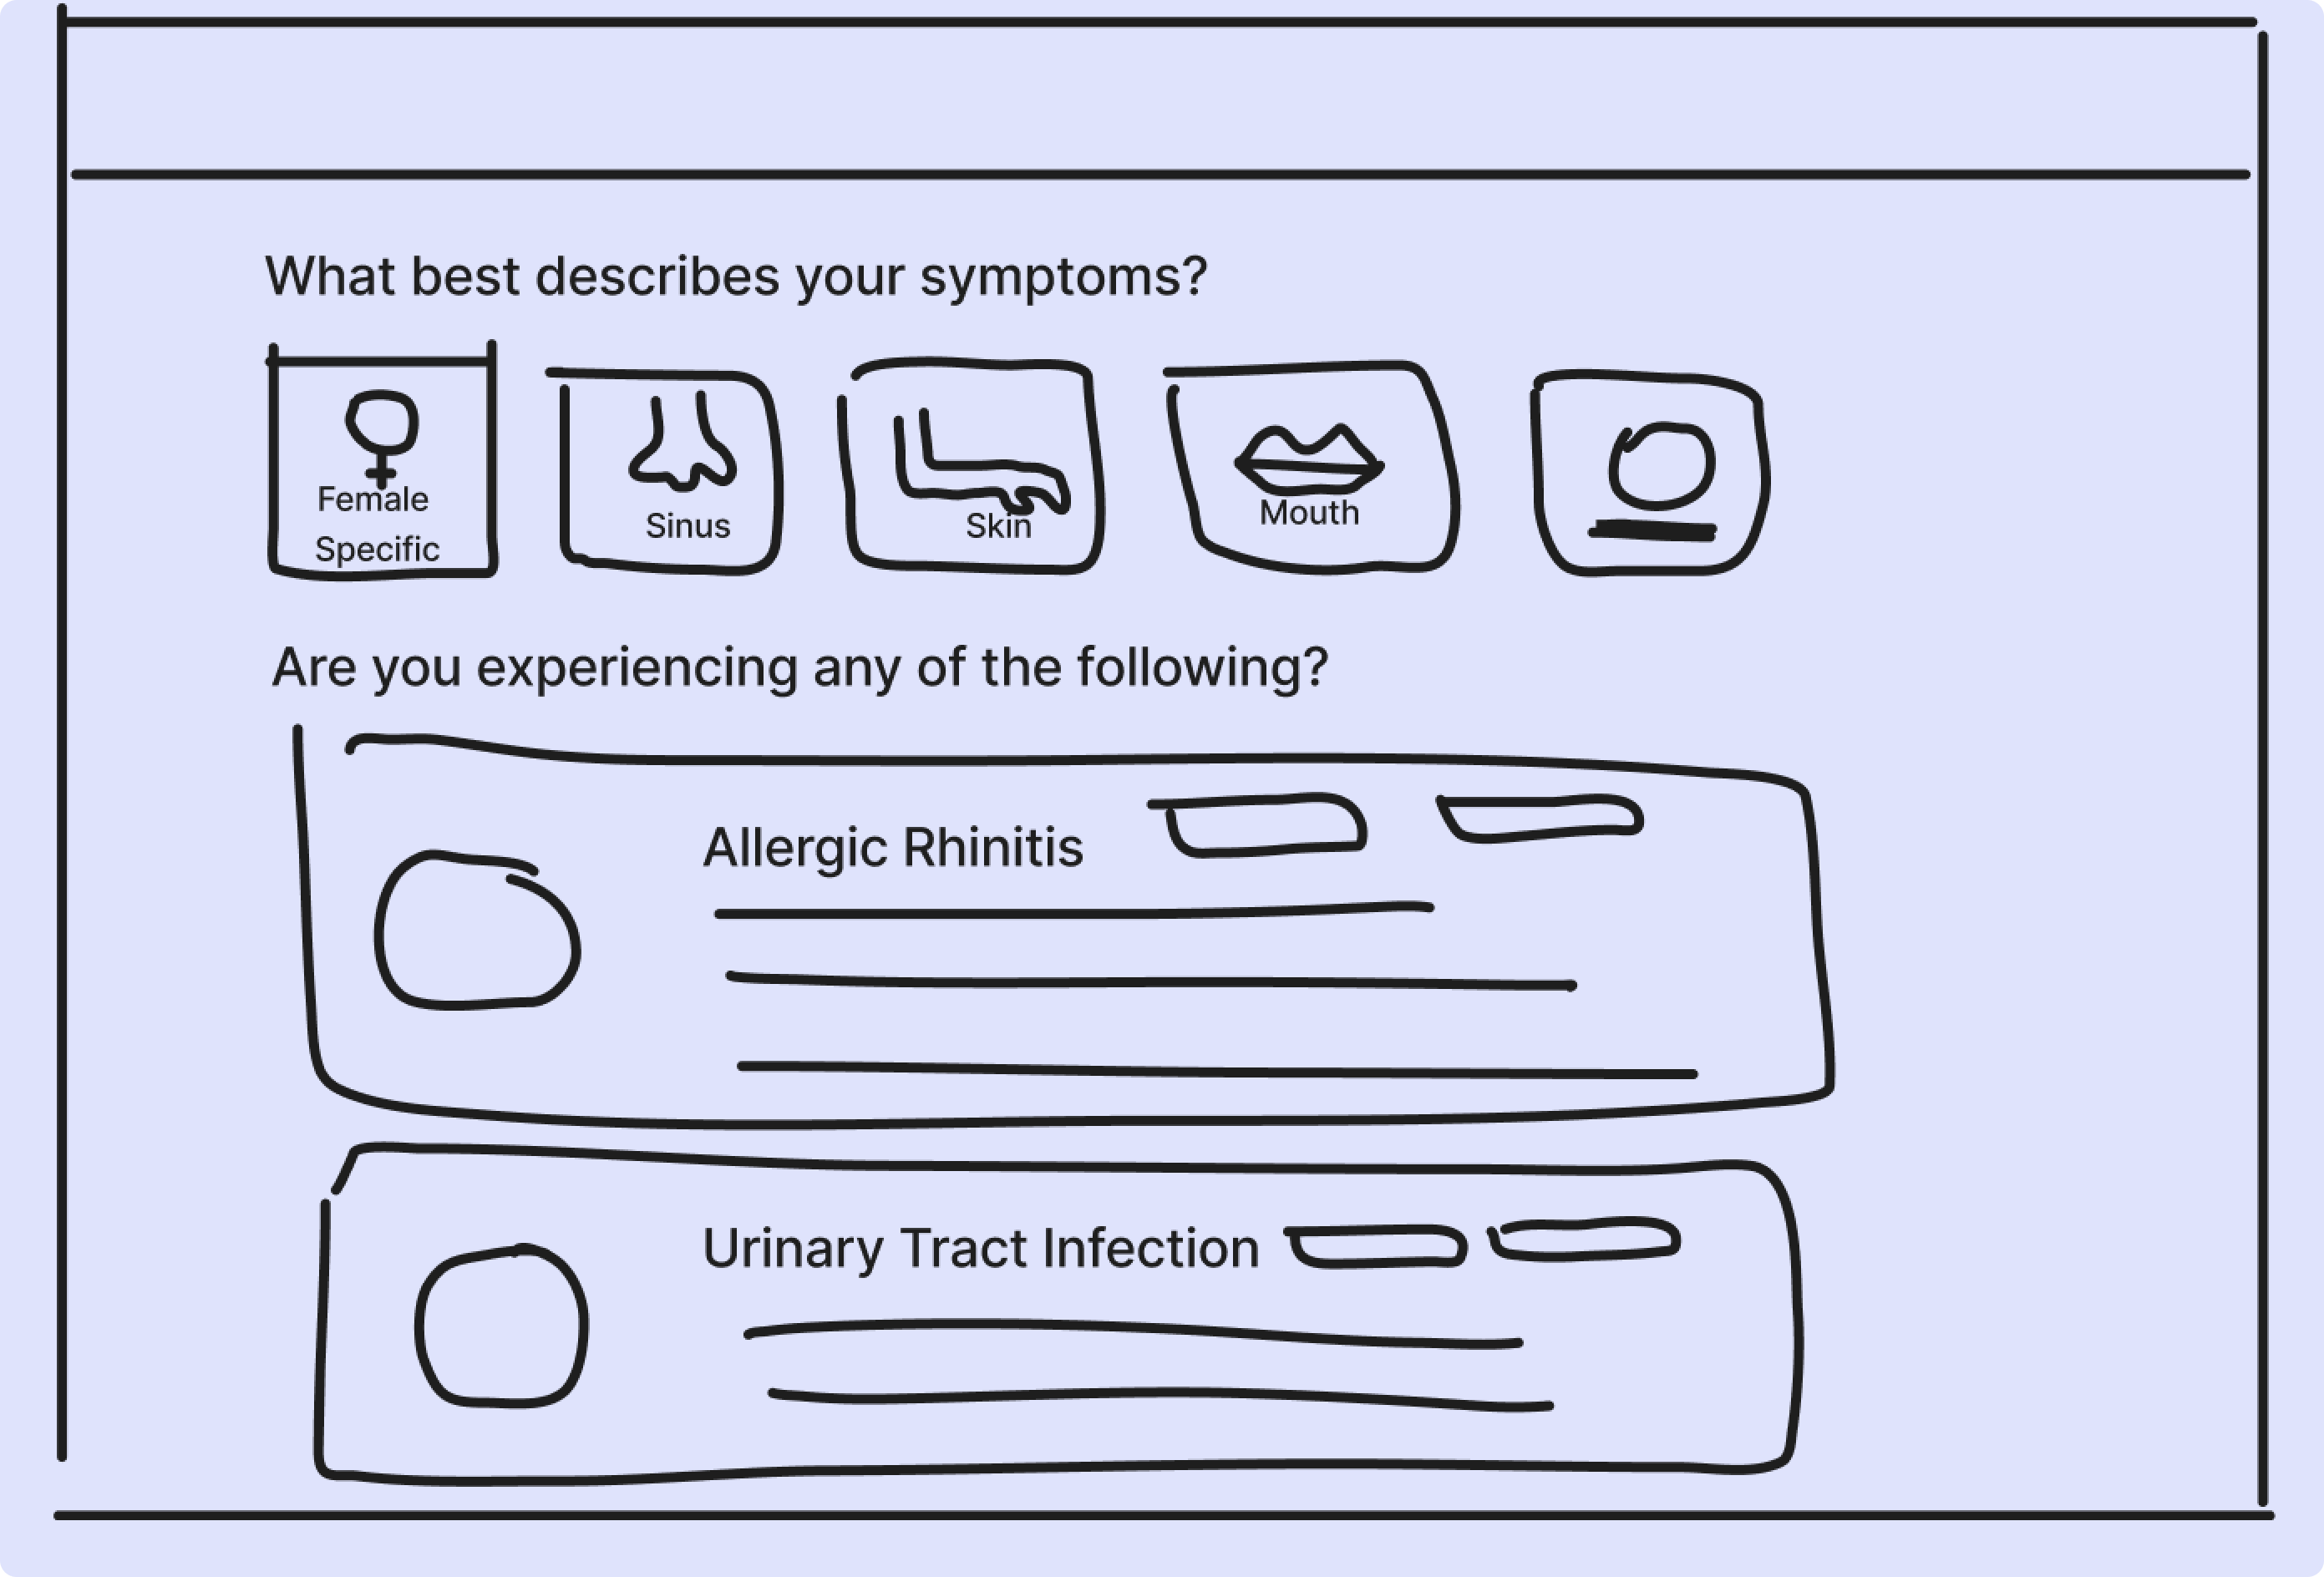 What best describes your symptoms?
Female
Specific
Sinus
Skin
Mouth
Are you experiencing any of the following?
Allergic Rhinitis
Urinary Tract Infection